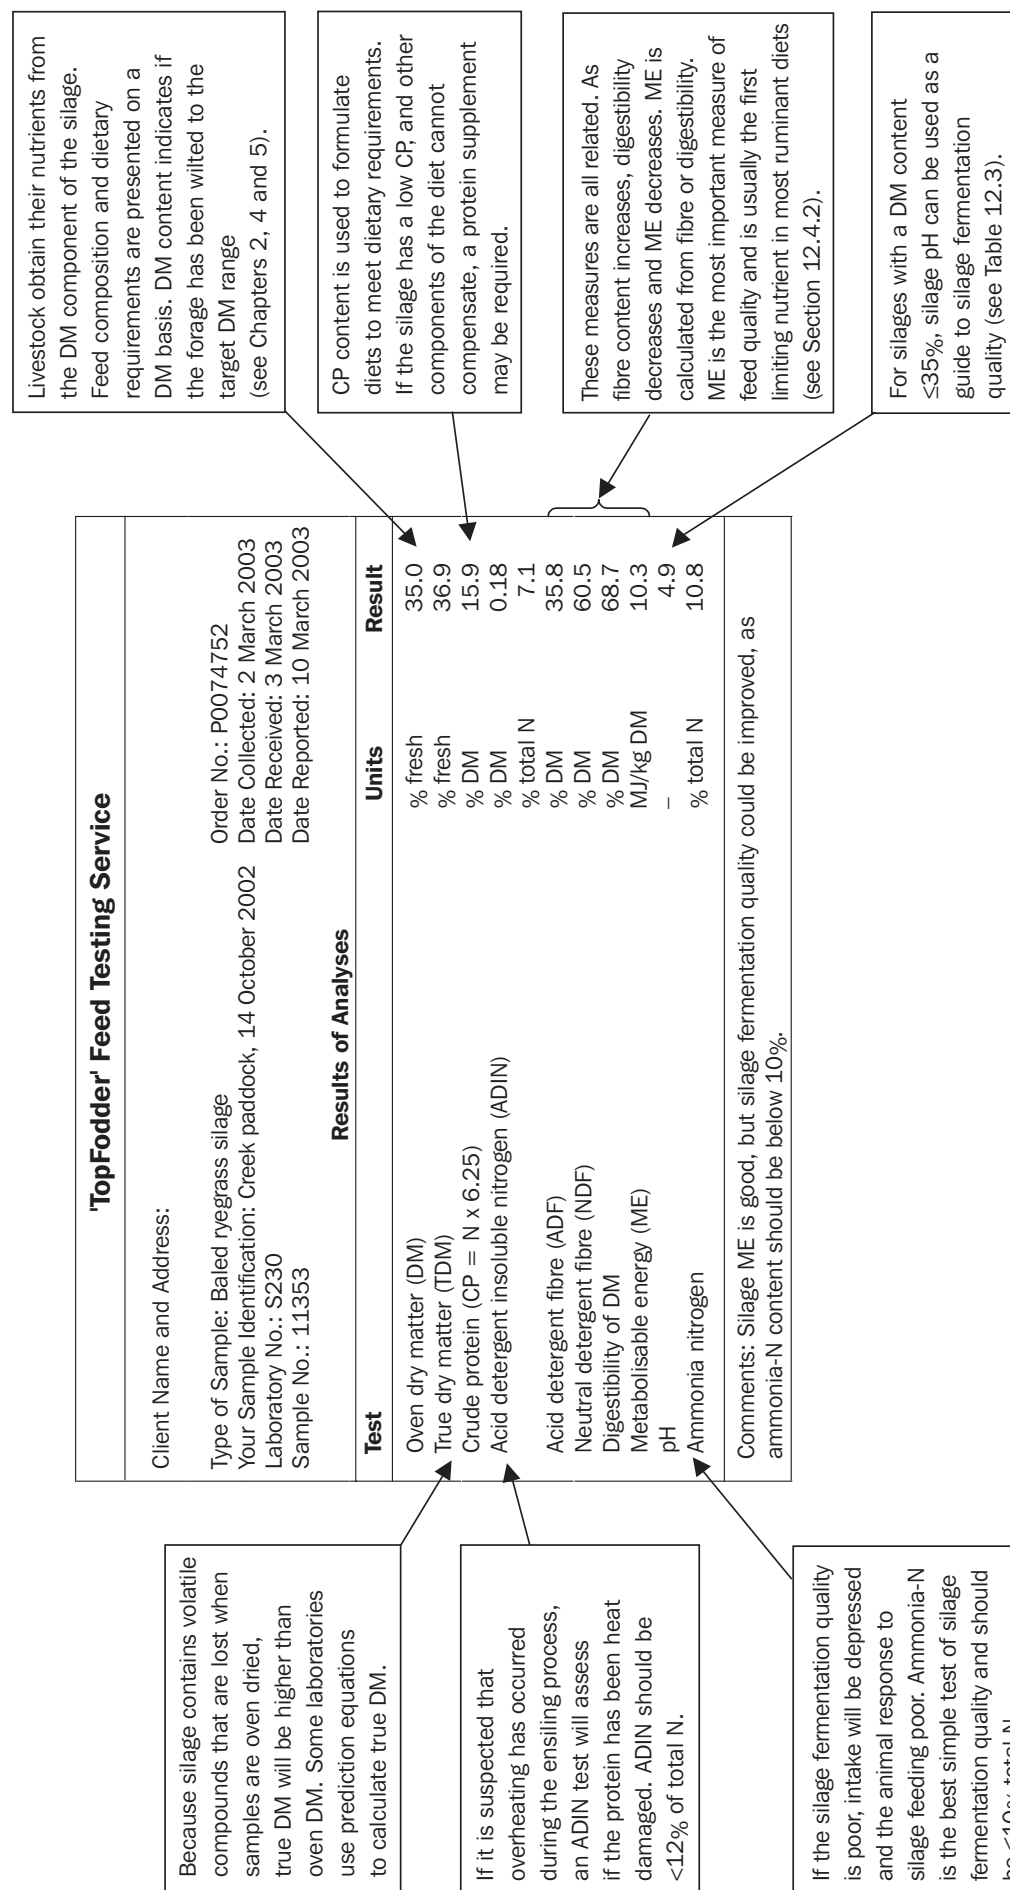 Because silage contains volatile
compounds that are lost when
samples are oven dried,
true DM will be higher than
oven DM. Some laboratories
use prediction equations
to calculate true DM.
If it is suspected that
overheating has occurred
during the ensiling process,
an ADIN test will assess
if the protein has been heat
damaged. ADIN should be
<12% of total N.
If the silage fermentation quality
is poor, intake will be depressed
and the animal response to
silage feeding poor. Ammonia-N
is the best simple test of silage
fermentation quality and should
'TopFodder' Feed Testing Service
Client Name and Address:
Type of Sample: Baled ryegrass silage Order No.: P0074752
Your Sample Identification: Creek paddock, 14 October 2002 Date Collected: 2 March 2003
Laboratory No.: S230 Date Received: 3 March 2003
Sample No.: 11353 Date Reported: 10 March 2003
Results of Analyses
Test Units Result
Oven dry matter (DM) % fresh 35.0
True dry matter (TDM) % fresh 36.9
Crude protein (CP = N x 6.25) % DM 15.9
Acid detergent insoluble nitrogen (ADIN) % DM 0.18
% total N 7.1
Acid detergent fibre (ADF) % DM 35.8
Neutral detergent fibre (NDF) % DM 60.5
Digestibility of DM % DM 68.7
Metabolisable energy (ME) MJ/kg DM 10.3
pH – 4.9
Ammonia nitrogen % total N 10.8
Comments: Silage ME is good, but silage fermentation quality could be improved, as
ammonia-N content should be below 10%.
Livestock obtain their nutrients from
the DM component of the silage.
Feed composition and dietary
requirements are presented on a
DM basis. DM content indicates if
the forage has been wilted to the
target DM range
(see Chapters 2, 4 and 5).
CP content is used to formulate
diets to meet dietary requirements.
If the silage has a low CP, and other
components of the diet cannot
compensate, a protein supplement
may be required.
These measures are all related. As
fibre content increases, digestibility
decreases and ME decreases. ME is
calculated from fibre or digestibility.
ME is the most important measure of
feed quality and is usually the first
limiting nutrient in most ruminant diets
(see Section 12.4.2).
For silages with a DM content
≤35%, silage pH can be used as a
guide to silage fermentation
quality (see Table 12.3).